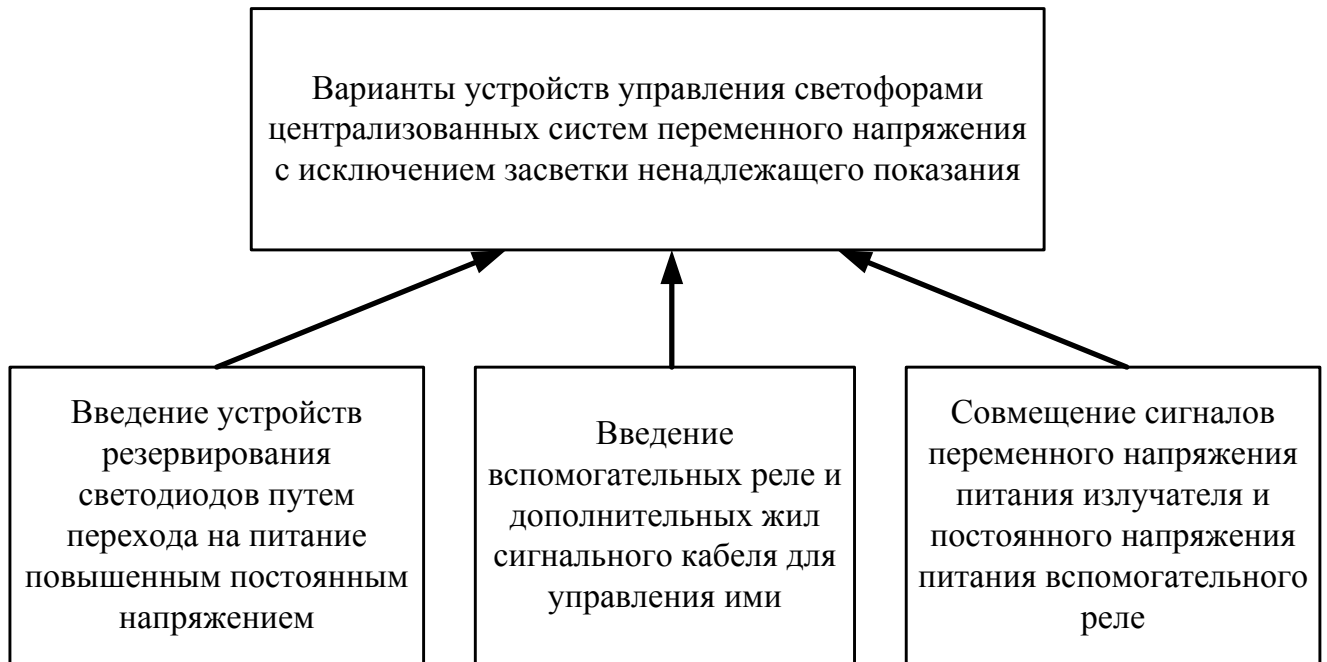 Варианты устройств управления светофорами
централизованных систем переменного напряжения
с исключением засветки ненадлежащего показания
Введение устройств
резервирования
светодиодов путем
перехода на питание
повышенным постоянным
напряжением
Введение
вспомогательных реле и
дополнительных жил
сигнального кабеля для
управления ими
Совмещение сигналов
переменного напряжения
питания излучателя и
постоянного напряжения
питания вспомогательного
реле